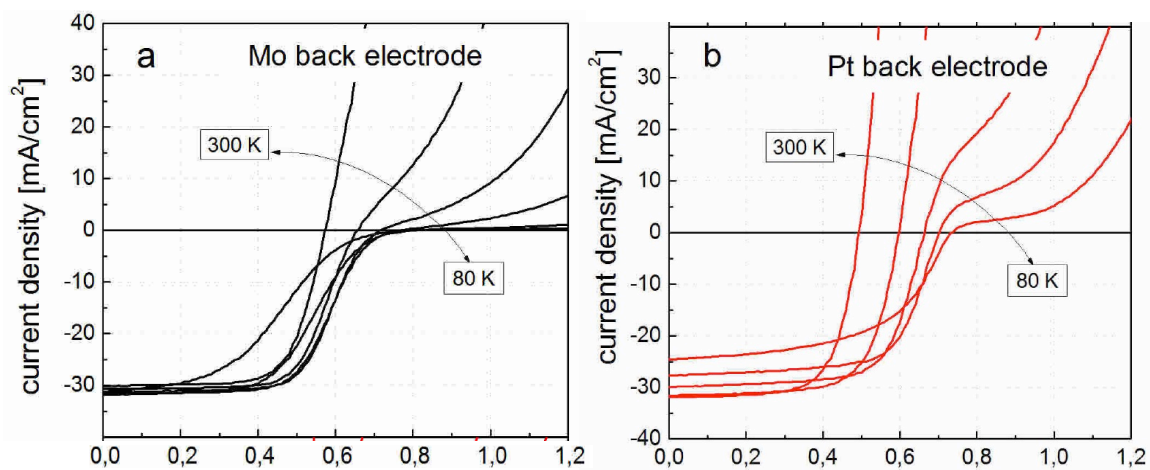 a
Mo back electrode
300 K
80 K
current density [mA/cm²]
40
30
20
10
0
-10
-20
-30
0,0 0,2 0,4 0,6 0,8 1,0 1,2
b
Pt back electrode
300 K
80 K
current density [mA/cm²]
30
20
10
0
-10
-20
-30
-40
0,0 0,2 0,4 0,6 0,8 1,0 1,2